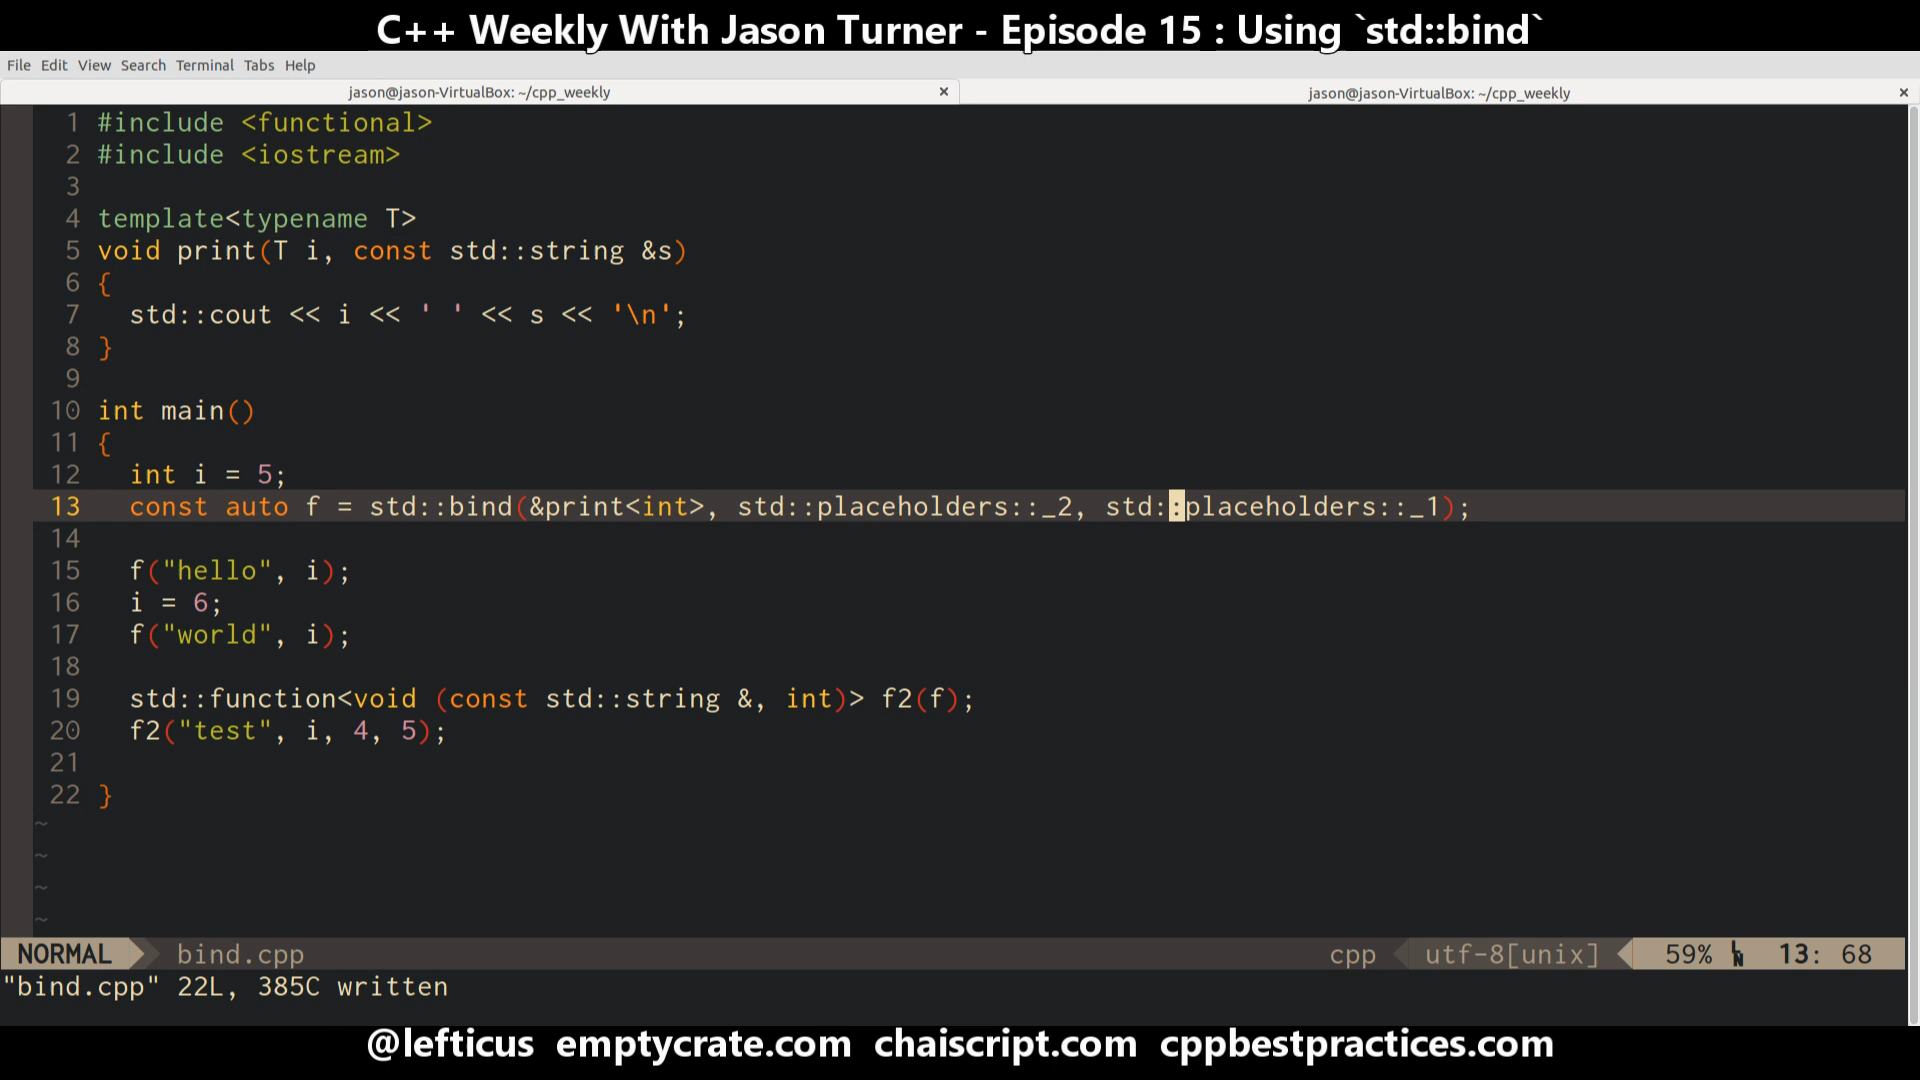 C++ Weekly With Jason Turner - Episode 15 : Using `std::bind`
File Edit View Search Terminal Tabs Help
jason@jason-VirtualBox: ~/cpp_weekly × jason@jason-VirtualBox: ~/cpp_weekly ×
1 #include <functional>
2 #include <iostream>
3
4 template<typename T>
5 void print(T i, const std::string &s)
6 {
7   std::cout << i << ' ' << s << '\n';
8 }
9
10 int main()
11 {
12   int i = 5;
13   const auto f = std::bind(&print<int>, std::placeholders::_2, std::placeholders::_1);
14
15   f("hello", i);
16   i = 6;
17   f("world", i);
18
19   std::function<void (const std::string &, int)> f2(f);
20   f2("test", i, 4, 5);
21
22 }
~
~
~
~
NORMAL bind.cpp cpp utf-8[unix] 59% 13: 68
"bind.cpp" 22L, 385C written
@lefticus emptycrate.com chaiscript.com cppbestpractices.com